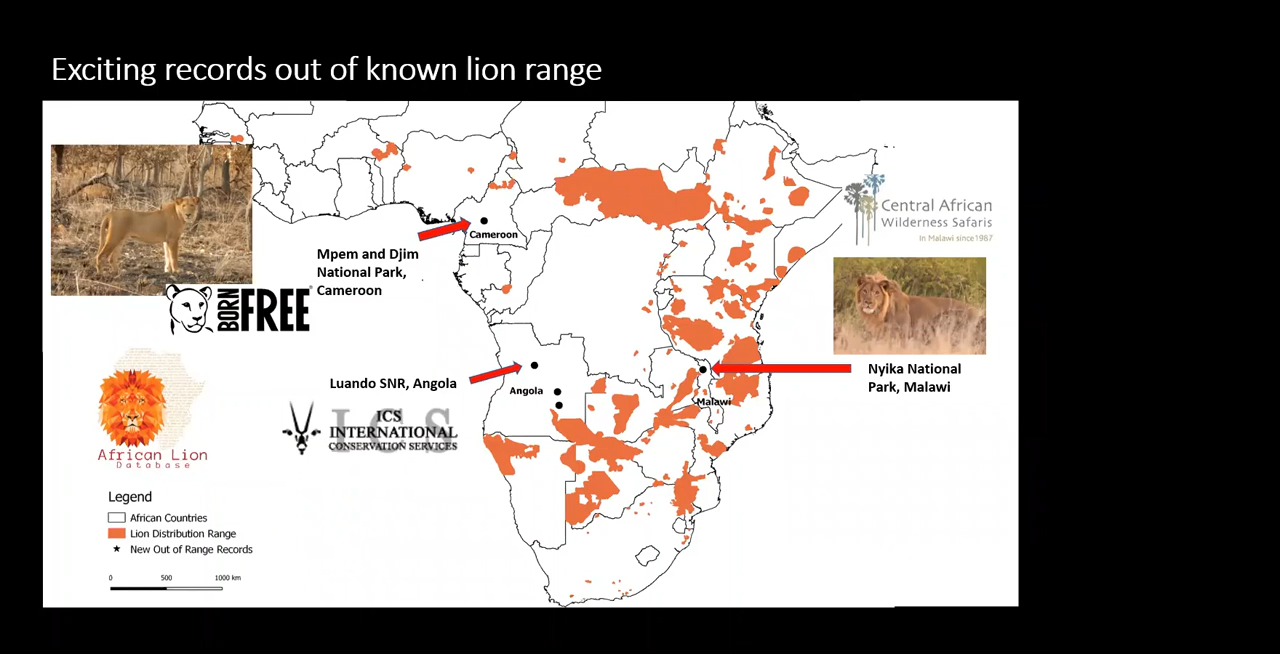 Exciting records out of known lion range
Central African
Wilderness Safaris
In Malawi since 1987
Cameroon
Mpem and Djim
National Park,
Cameroon
BORN
FREE
Nyika National
Park, Malawi
Luando SNR, Angola
Angola
Malawi
ICS
ICS
INTERNATIONAL
CONSERVATION SERVICES
African Lion
Database
Legend
African Countries
Lion Distribution Range
New Out of Range Records
0 500 1000 km